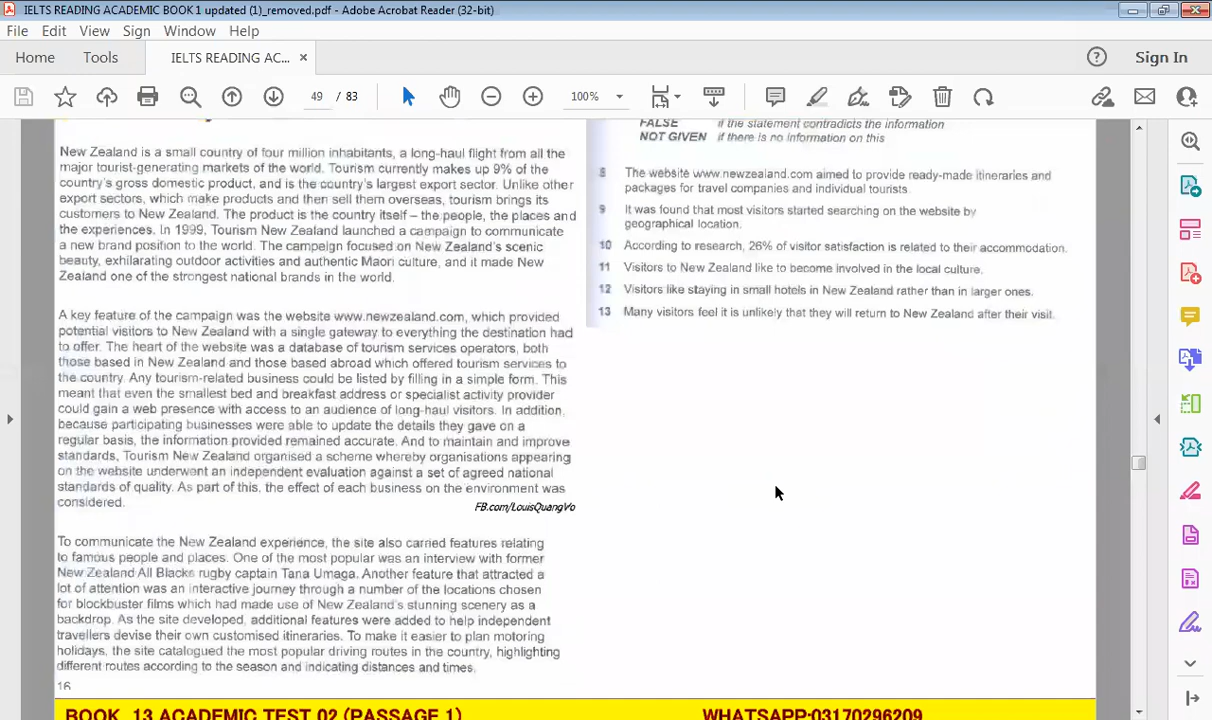 IELTS READING ACADEMIC BOOK 1 updated (1)_removed.pdf - Adobe Acrobat Reader (32-bit)
File Edit View Sign Window Help
Home Tools IELTS READING AC... × Sign In
49 / 83 100%
New Zealand is a small country of four million inhabitants, a long-haul flight from all the
major tourist-generating markets of the world. Tourism currently makes up 9% of the
country's gross domestic product, and is the country's largest export sector. Unlike other
export sectors, which make products and then sell them overseas, tourism brings its
customers to New Zealand. The product is the country itself – the people, the places and
the experiences. In 1999, Tourism New Zealand launched a campaign to communicate
a new brand position to the world. The campaign focused on New Zealand's scenic
beauty, exhilarating outdoor activities and authentic Maori culture, and it made New
Zealand one of the strongest national brands in the world.
A key feature of the campaign was the website www.newzealand.com, which provided
potential visitors to New Zealand with a single gateway to everything the destination had
to offer. The heart of the website was a database of tourism services operators, both
those based in New Zealand and those based abroad which offered tourism services to
the country. Any tourism-related business could be listed by filling in a simple form. This
meant that even the smallest bed and breakfast address or specialist activity provider
could gain a web presence with access to an audience of long-haul visitors. In addition,
because participating businesses were able to update the details they gave on a
regular basis, the information provided remained accurate. And to maintain and improve
standards, Tourism New Zealand organised a scheme whereby organisations appearing
on the website underwent an independent evaluation against a set of agreed national
standards of quality. As part of this, the effect of each business on the environment was
considered.
FB.com/LouisQuangVo
To communicate the New Zealand experience, the site also carried features relating
to famous people and places. One of the most popular was an interview with former
New Zealand All Blacks rugby captain Tana Umaga. Another feature that attracted a
lot of attention was an interactive journey through a number of the locations chosen
for blockbuster films which had made use of New Zealand's stunning scenery as a
backdrop. As the site developed, additional features were added to help independent
travellers devise their own customised itineraries. To make it easier to plan motoring
holidays, the site catalogued the most popular driving routes in the country, highlighting
different routes according to the season and indicating distances and times.
16
FALSE if the statement contradicts the information
NOT GIVEN if there is no information on this
8 The website www.newzealand.com aimed to provide ready-made itineraries and
packages for travel companies and individual tourists.
9 It was found that most visitors started searching on the website by
geographical location.
10 According to research, 26% of visitor satisfaction is related to their accommodation.
11 Visitors to New Zealand like to become involved in the local culture.
12 Visitors like staying in small hotels in New Zealand rather than in larger ones.
13 Many visitors feel it is unlikely that they will return to New Zealand after their visit.
BOOK 13 ACADEMIC TEST 02 (PASSAGE 1) WHATSAPP:03170296209